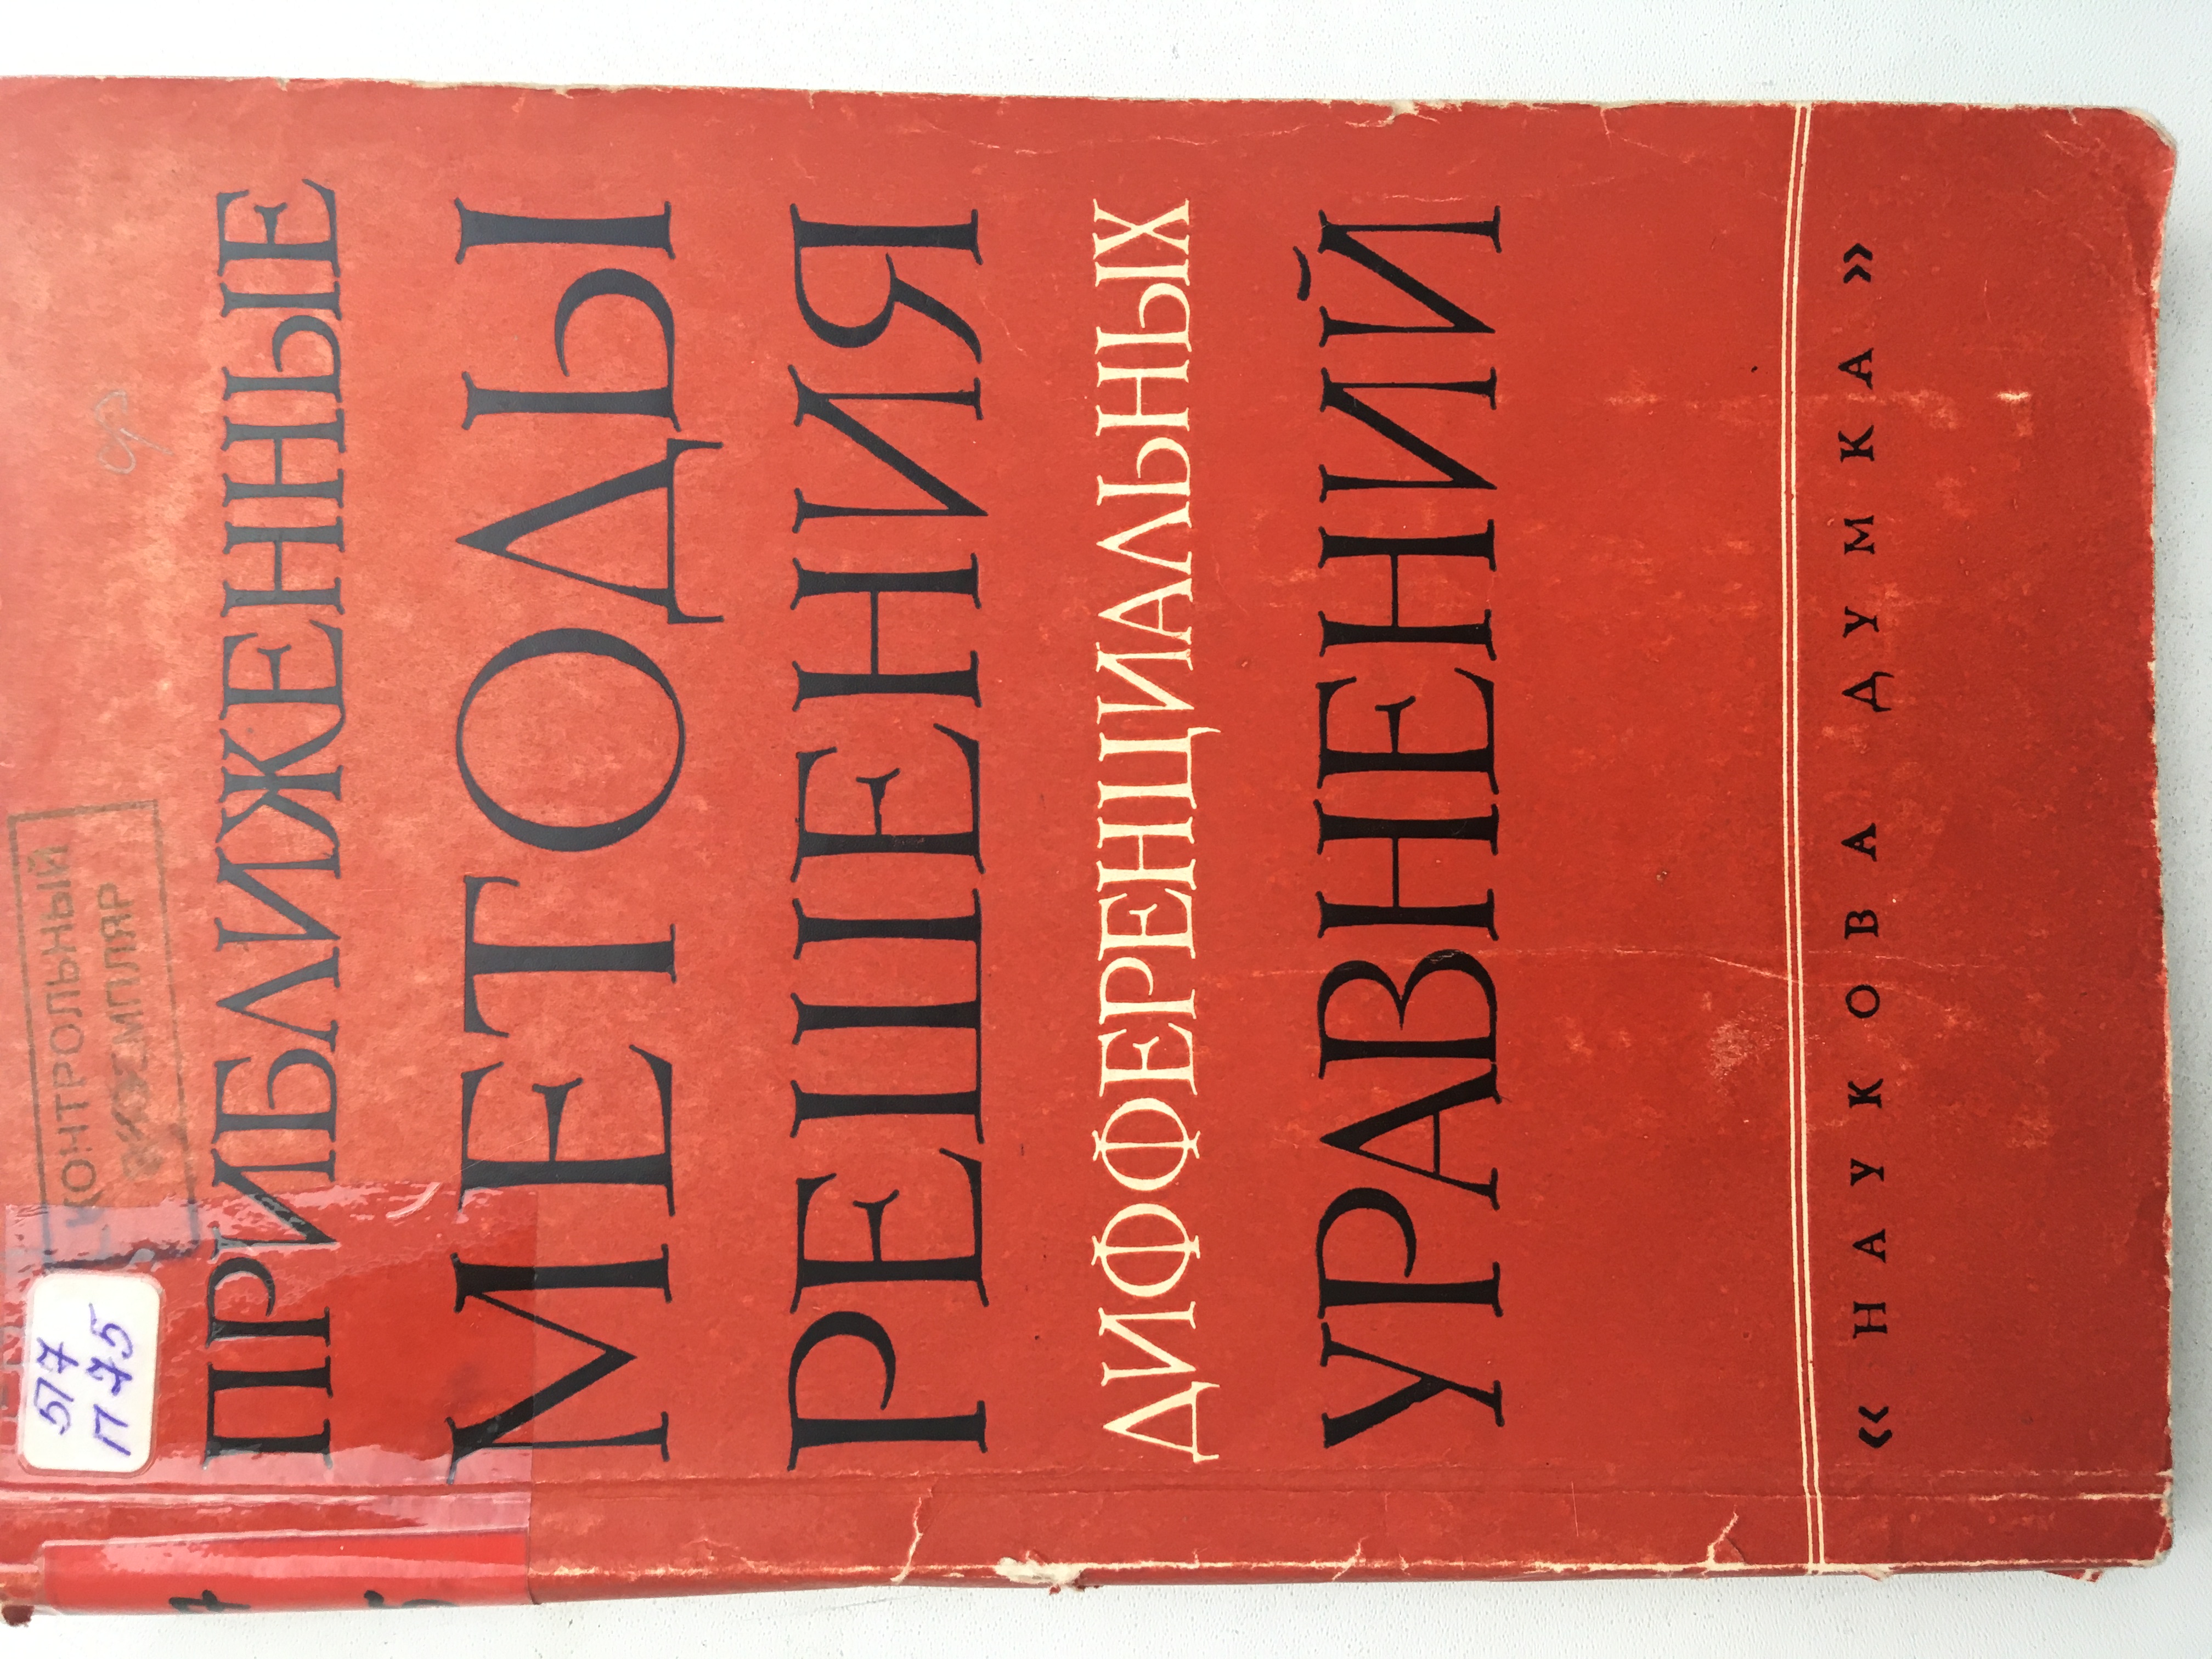 КОНТРОЛЬНЫЙ
ЭКЗЕМПЛЯР
517
П 75
ПРИБЛИЖЕННЫЕ
МЕТОДЫ
РЕШЕНИЯ
ДИФФЕРЕНЦИАЛЬНЫХ
УРАВНЕНИЙ
«НАУКОВА ДУМКА»